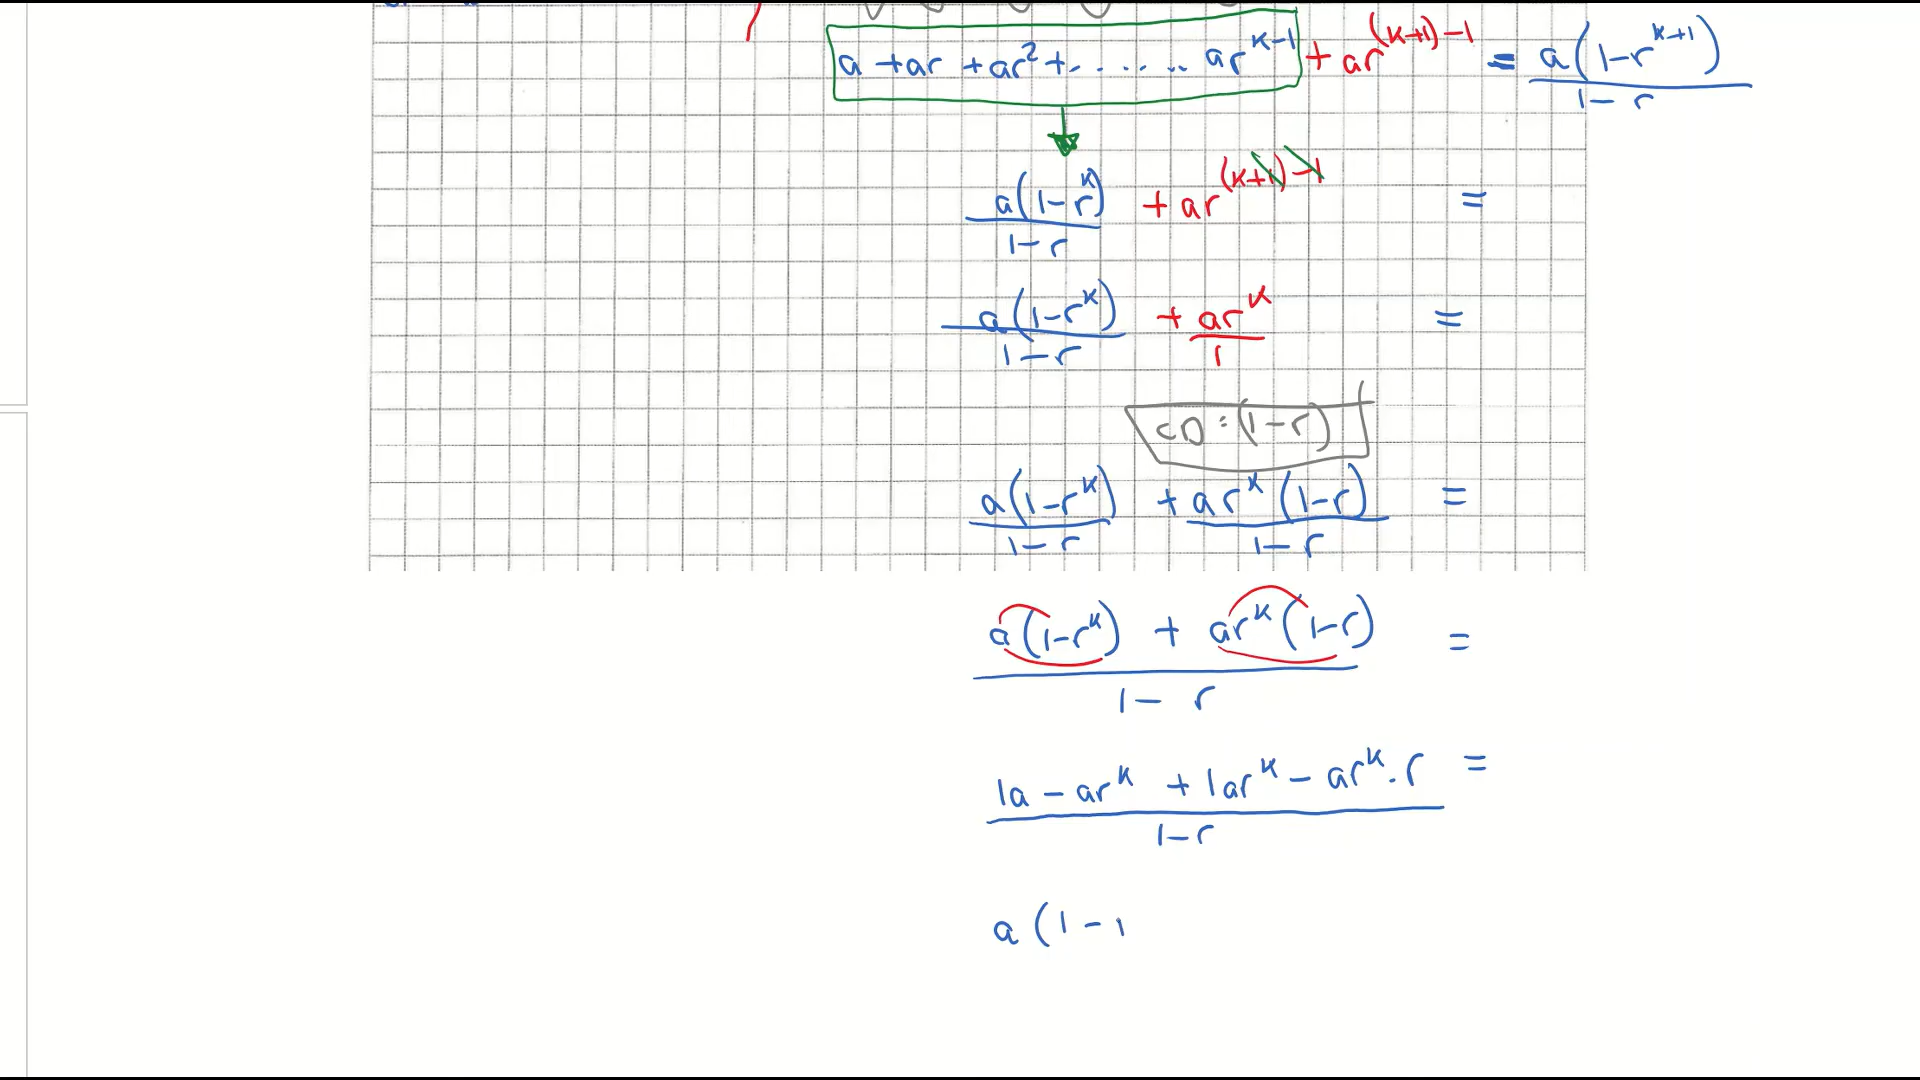 a + ar + ar² + ....... ar^(k-1) + ar^((k+1)-1) = a(1-r^(k+1)) / 1-r
a(1-r^k) / 1-r + ar^((k+1)-1) =
a(1-r^k) / 1-r + ar^k / 1 =
CD: (1-r)
a(1-r^k) / 1-r + ar^k(1-r) / 1-r =
a(1-r^k) + ar^k(1-r) / 1-r =
1a - ar^k + 1ar^k - ar^k · r / 1-r =
a(1-